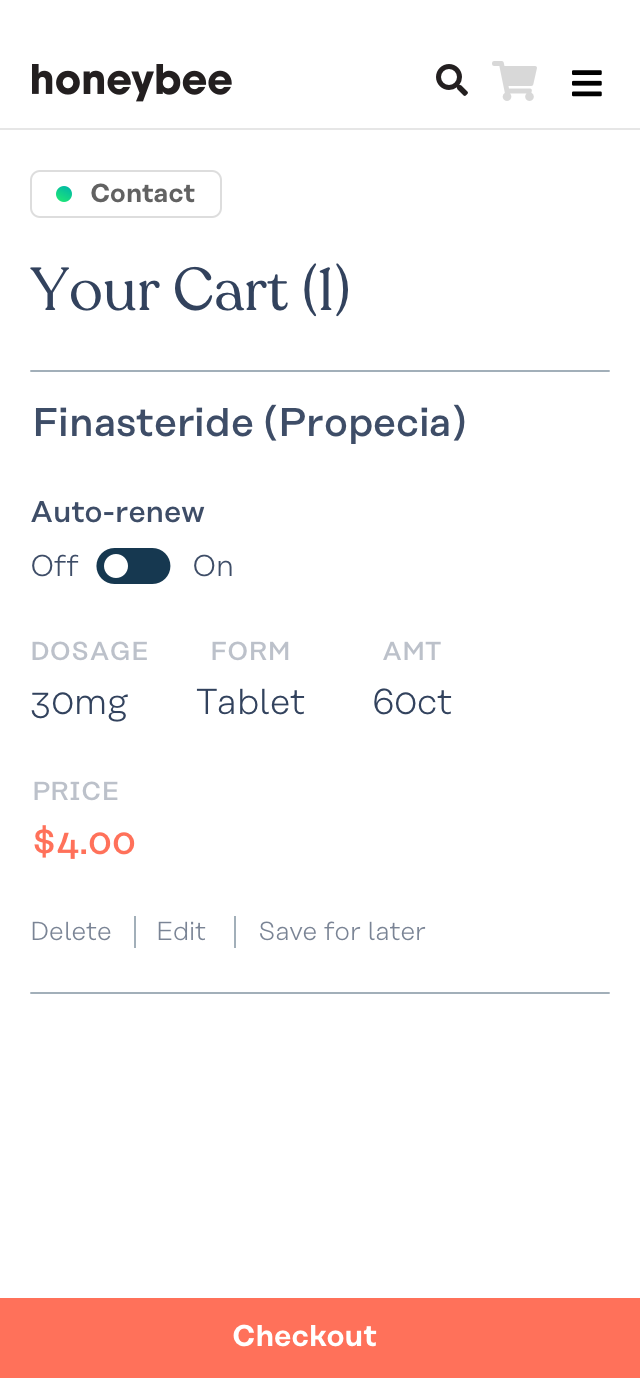 honeybee
Contact
Your Cart (1)
Finasteride (Propecia)
Auto-renew
Off On
DOSAGE FORM AMT
30mg Tablet 60ct
PRICE
$4.00
Delete | Edit | Save for later
Checkout